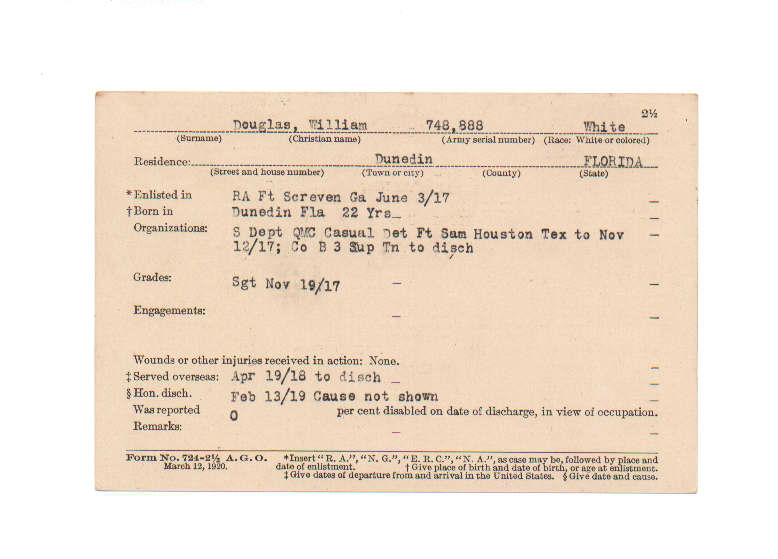 2½
Douglas, William 748,888 White
(Surname) (Christian name) (Army serial number) (Race: White or colored)
Residence: Dunedin FLORIDA
(Street and house number) (Town or city) (County) (State)
*Enlisted in RA Ft Screven Ga June 3/17
†Born in Dunedin Fla 22 Yrs
Organizations: S Dept QMC Casual Det Ft Sam Houston Tex to Nov
12/17; Co B 3 Sup Tn to disch
Grades: Sgt Nov 19/17
Engagements:
Wounds or other injuries received in action: None.
‡Served overseas: Apr 19/18 to disch
§Hon. disch. Feb 13/19 Cause not shown
Was reported 0 per cent disabled on date of discharge, in view of occupation.
Remarks:
Form No. 724-2½ A. G. O. *Insert "R. A.", "N. G.", "E. R. C.", "N. A.", as case may be, followed by place and
March 12, 1920. date of enlistment. †Give place of birth and date of birth, or age at enlistment.
‡Give dates of departure from and arrival in the United States. §Give date and cause.